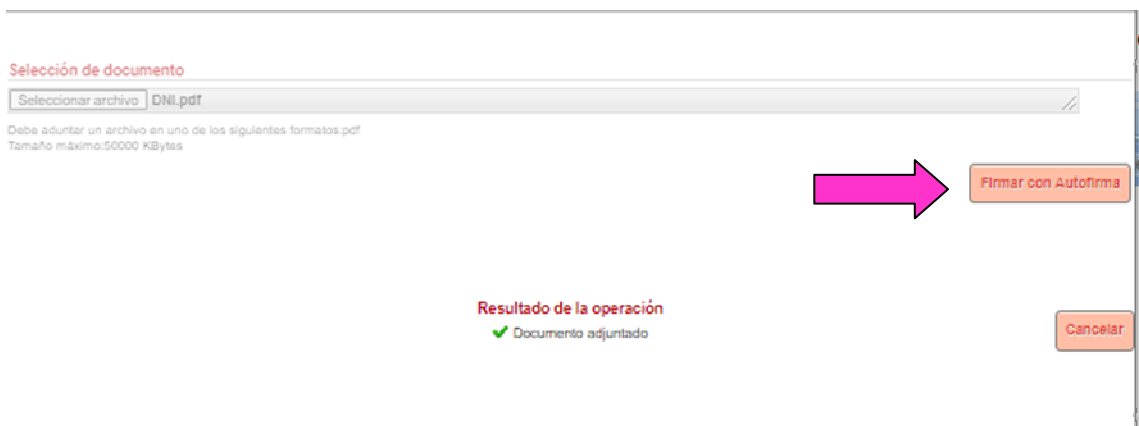 Selección de documento
Seleccionar archivo DNI.pdf
Debe aduntar un archivo en uno de los siguientes formatos:pdf
Tamaño máximo:50000 KBytes
Firmar con Autofirma
Resultado de la operación
Documento adjuntado
Cancelar